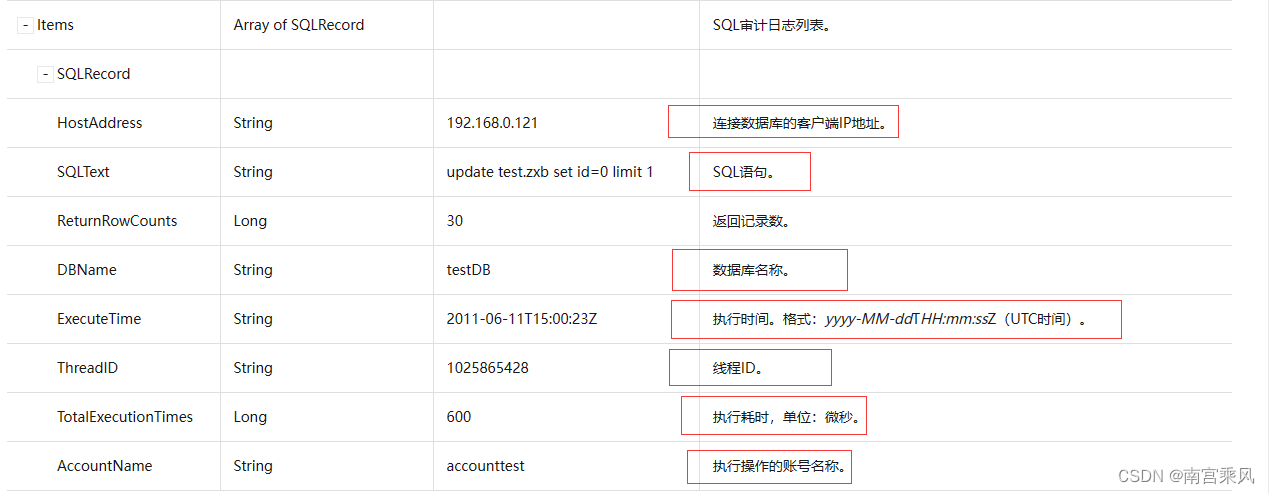 - Items Array of SQLRecord SQL审计日志列表。
- SQLRecord
HostAddress String 192.168.0.121 连接数据库的客户端IP地址。
SQLText String update test.zxb set id=0 limit 1 SQL语句。
ReturnRowCounts Long 30 返回记录数。
DBName String testDB 数据库名称。
ExecuteTime String 2011-06-11T15:00:23Z 执行时间。格式：yyyy-MM-ddTHH:mm:ssZ（UTC时间）。
ThreadID String 1025865428 线程ID。
TotalExecutionTimes Long 600 执行耗时，单位：微秒。
AccountName String accounttest 执行操作的账号名称。
CSDN @南宫乘风